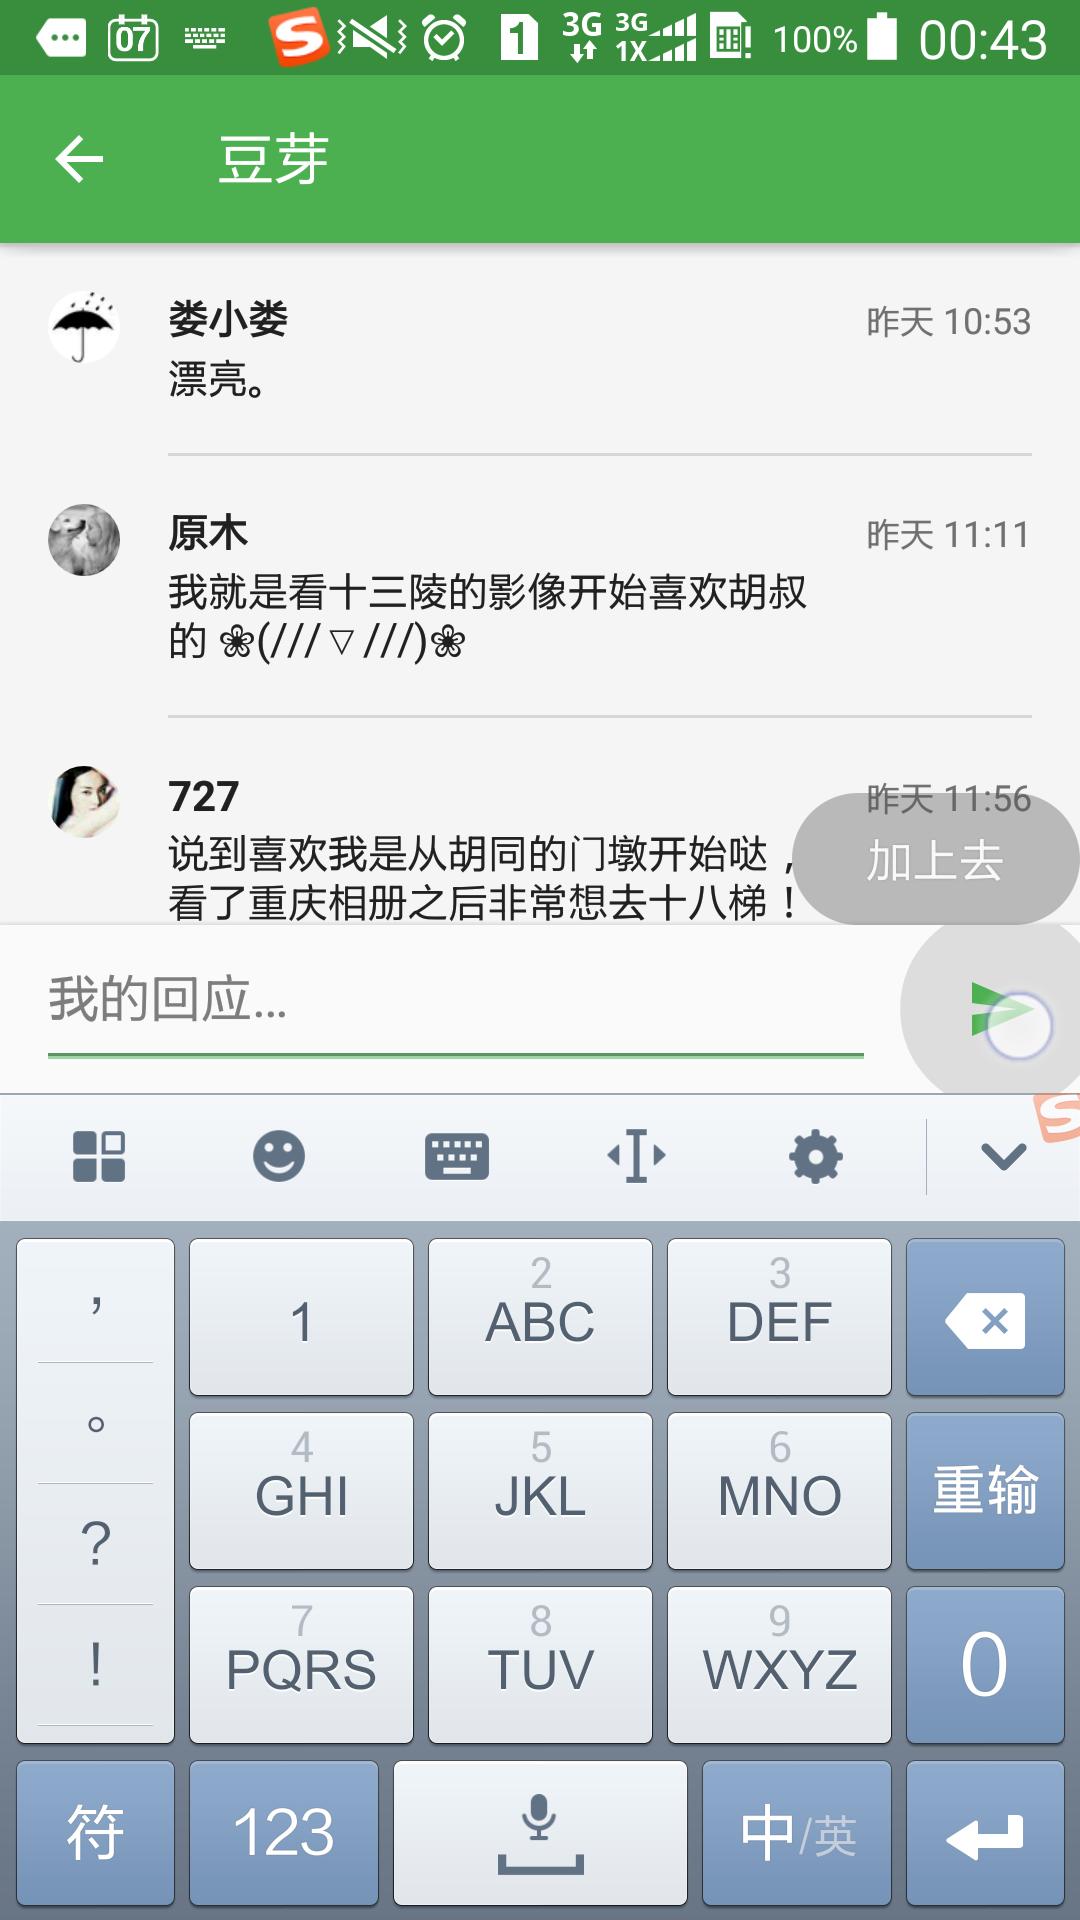 07
1
3G
3G
1X
100%
00:43
豆芽
娄小娄
昨天 10:53
漂亮。
原木
昨天 11:11
我就是看十三陵的影像开始喜欢胡叔
的 ❀(///▽///)❀
727
昨天 11:56
说到喜欢我是从胡同的门墩开始哒，
看了重庆相册之后非常想去十八梯！
加上去
我的回应...
，
1
2
ABC
3
DEF
。
4
GHI
5
JKL
6
MNO
重输
?
!
7
PQRS
8
TUV
9
WXYZ
0
符
123
中/英